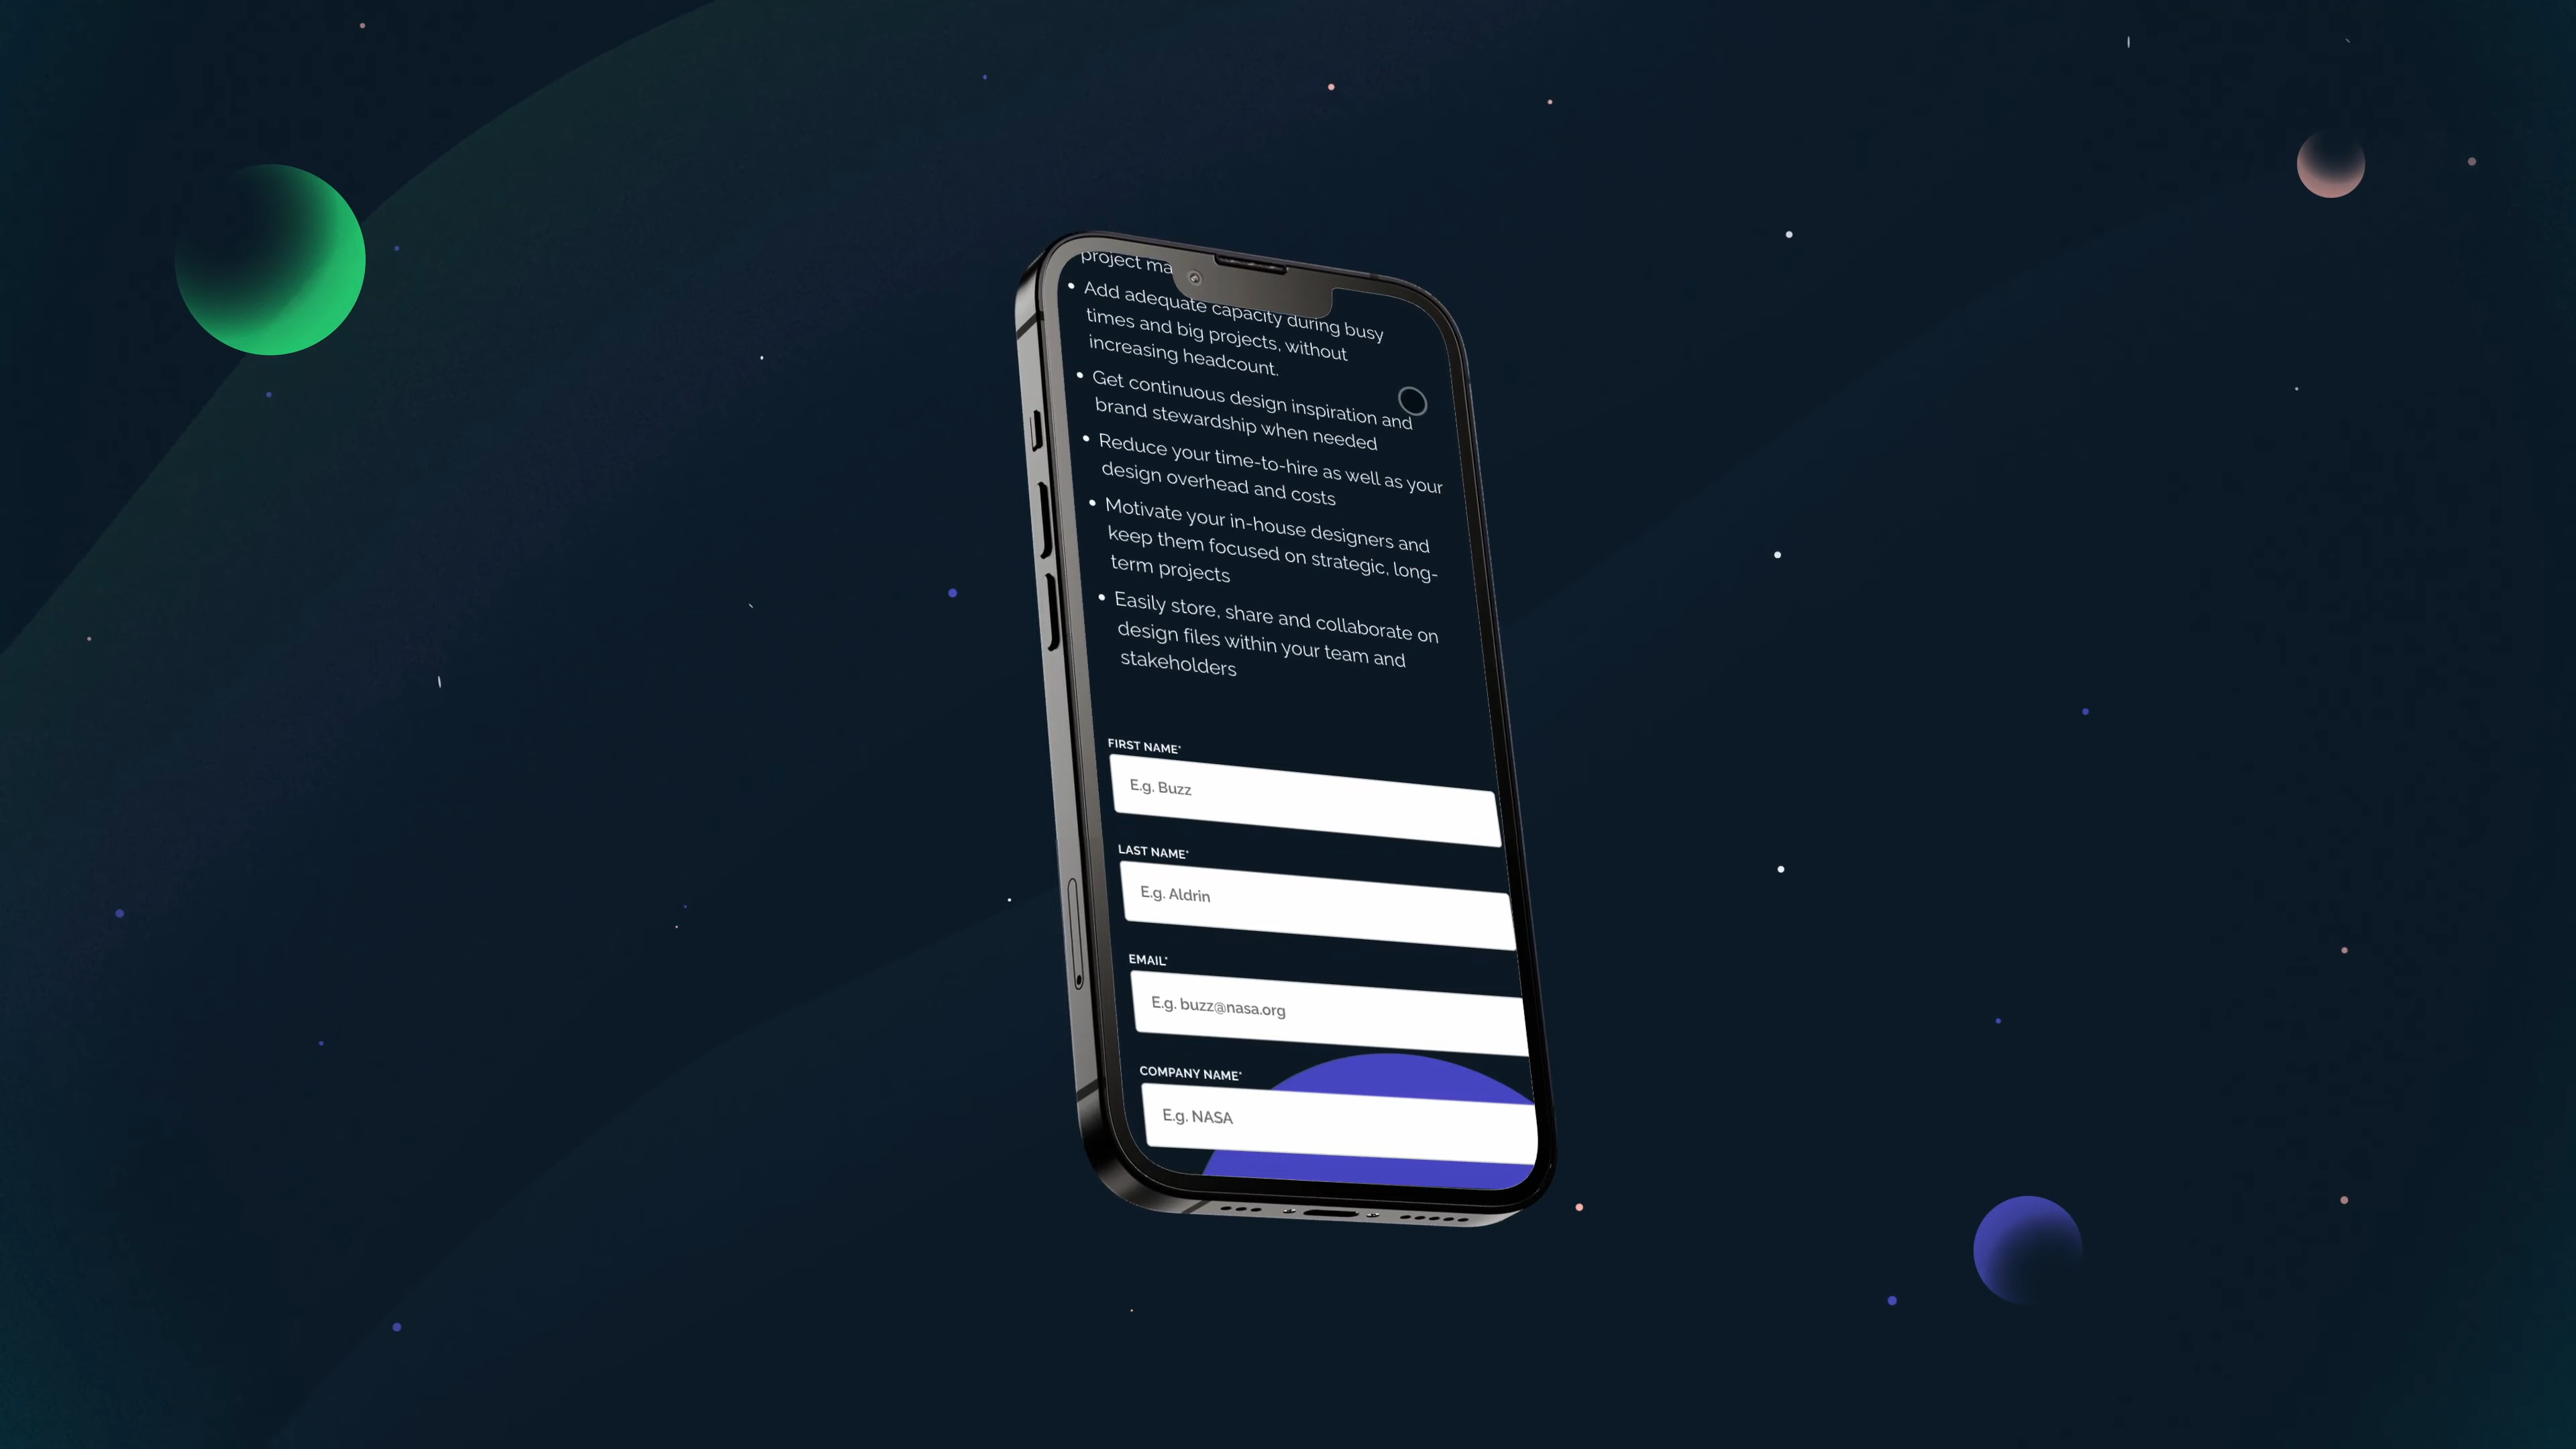 project ma
Add adequate capacity during busy
times and big projects, without
increasing headcount.
Get continuous design inspiration and
brand stewardship when needed
Reduce your time-to-hire as well as your
design overhead and costs
Motivate your in-house designers and
keep them focused on strategic, long-
term projects
Easily store, share and collaborate on
design files within your team and
stakeholders
FIRST NAME*
E.g. Buzz
LAST NAME*
E.g. Aldrin
EMAIL*
E.g. buzz@nasa.org
COMPANY NAME*
E.g. NASA